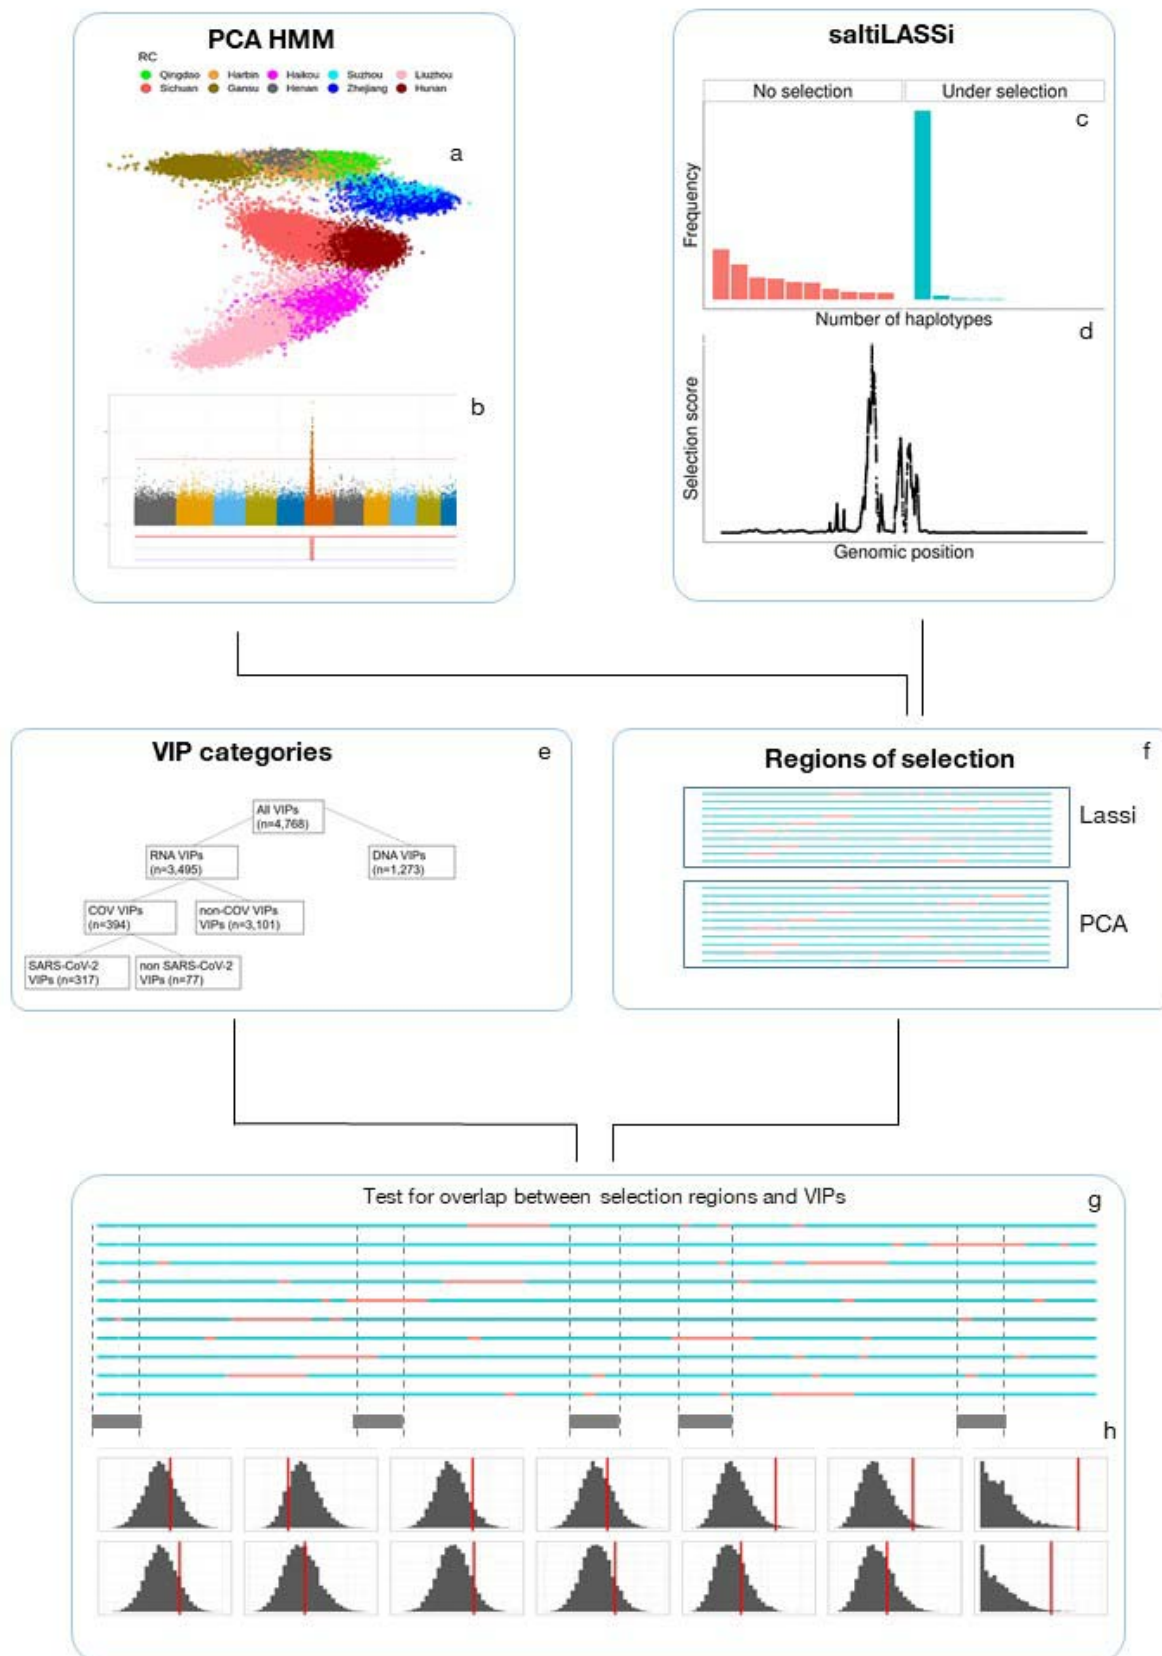 PCA HMM
RC
Qingdao Harbin Haikou Suzhou Liuzhou
Sichuan Gansu Henan Zhejiang Hunan
a
b
saltiLASSi
No selection Under selection
c
Frequency
Number of haplotypes
d
Selection score
Genomic position
VIP categories
e
All VIPs
(n=4,768)
RNA VIPs
(n=3,495)
DNA VIPs
(n=1,273)
COV VIPs
(n=394)
non-COV VIPs
VIPs (n=3,101)
SARS-CoV-2
VIPs (n=317)
non SARS-CoV-2
VIPs (n=77)
Regions of selection
f
Lassi
PCA
Test for overlap between selection regions and VIPs
g
h